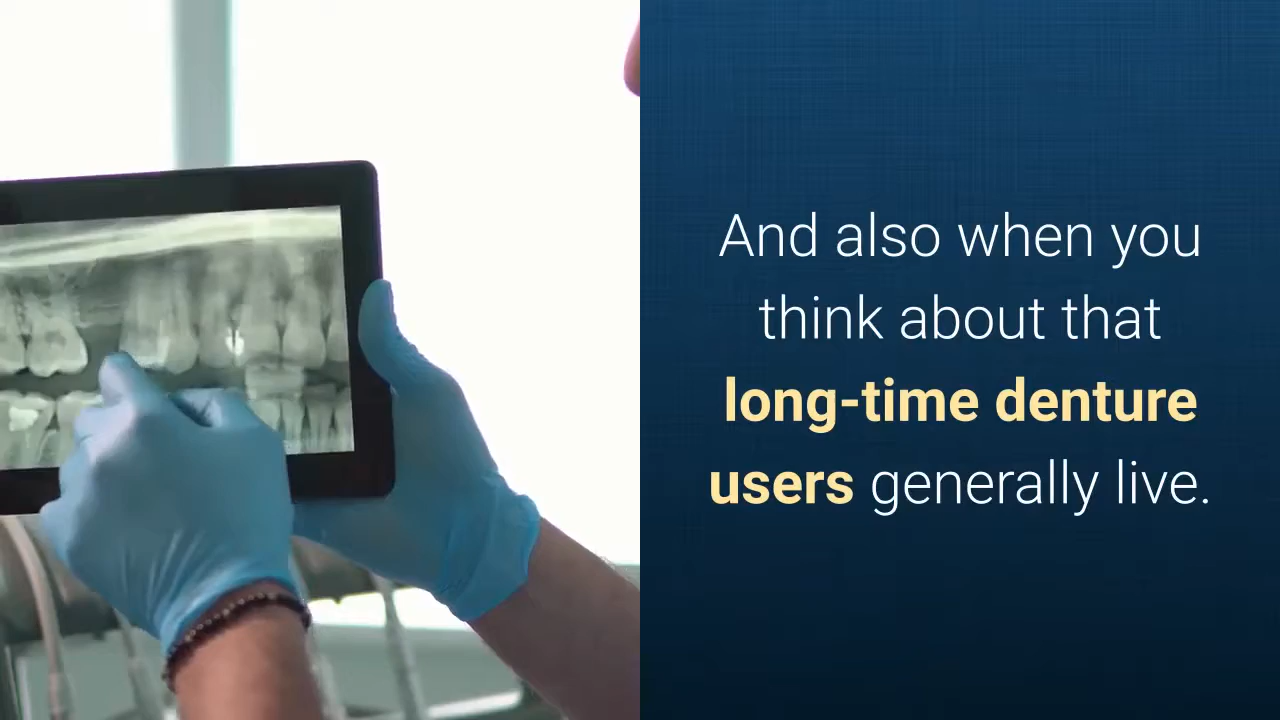 And also when you
think about that
long-time denture
users generally live.